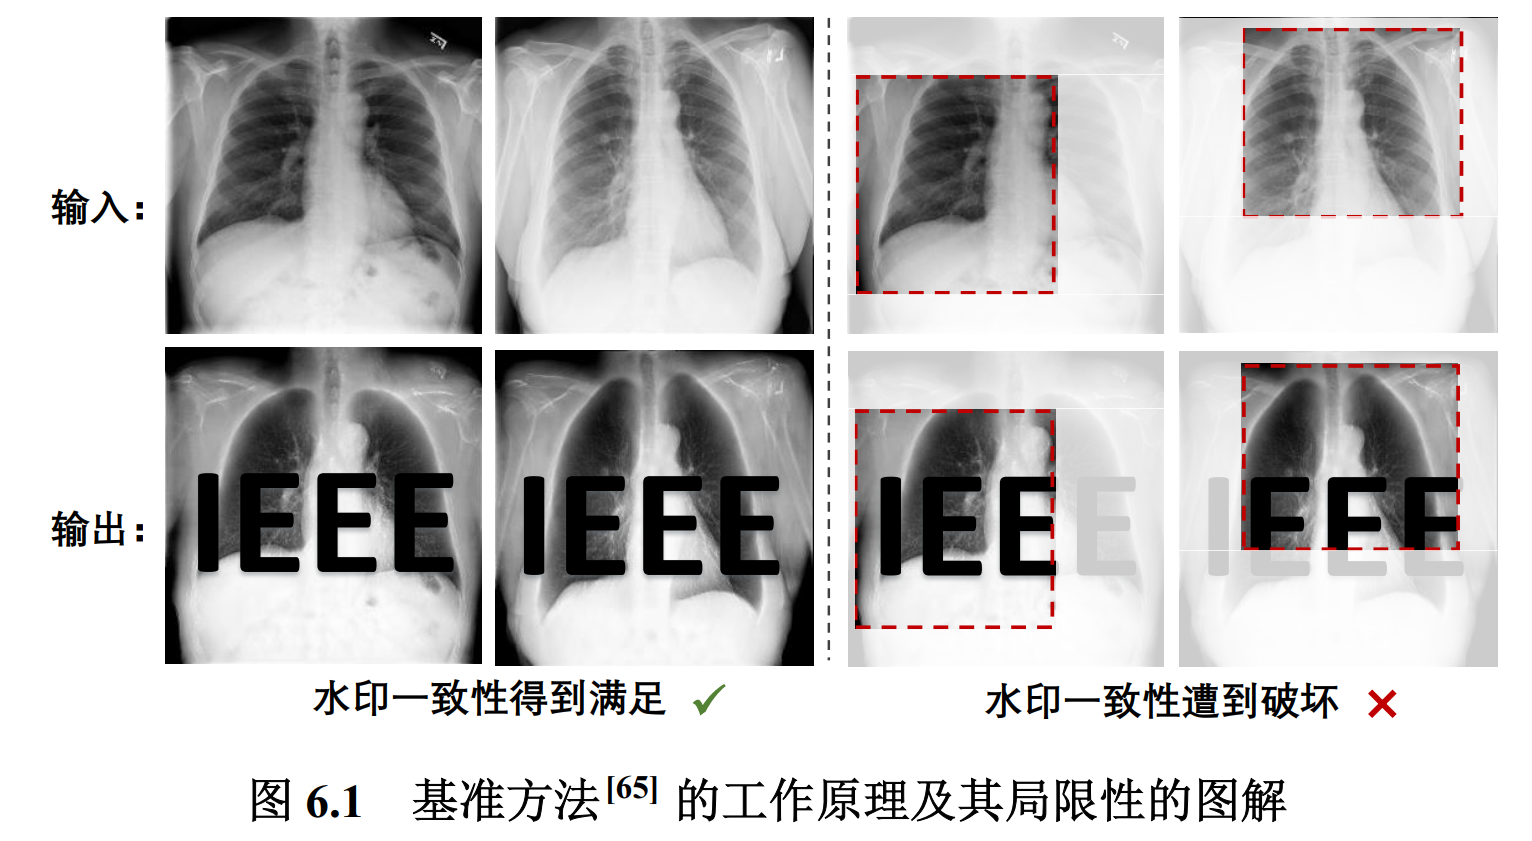 输入：
输出：
IEEE
IEEE
IEEE
IEEE
水印一致性得到满足 ✓
水印一致性遭到破坏 ✗
图 6.1 基准方法[65] 的工作原理及其局限性的图解